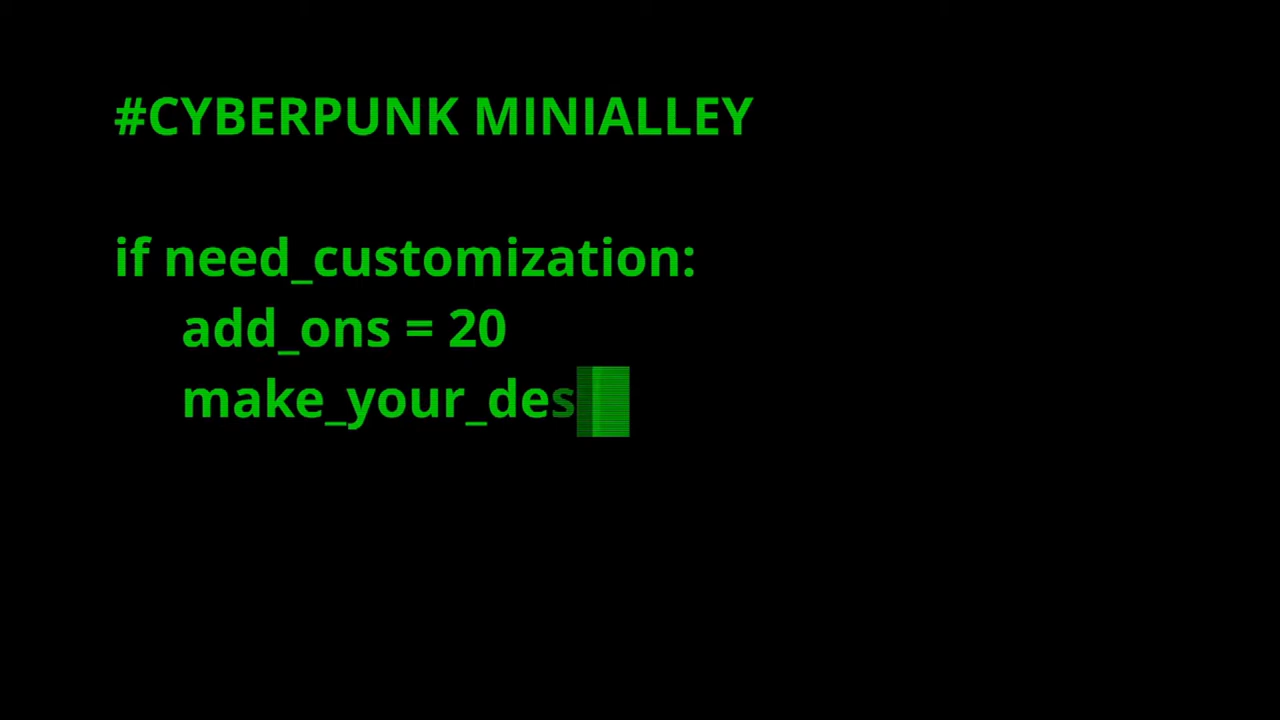 #CYBERPUNK MINIALLEY
if need_customization:
add_ons = 20
make_your_des